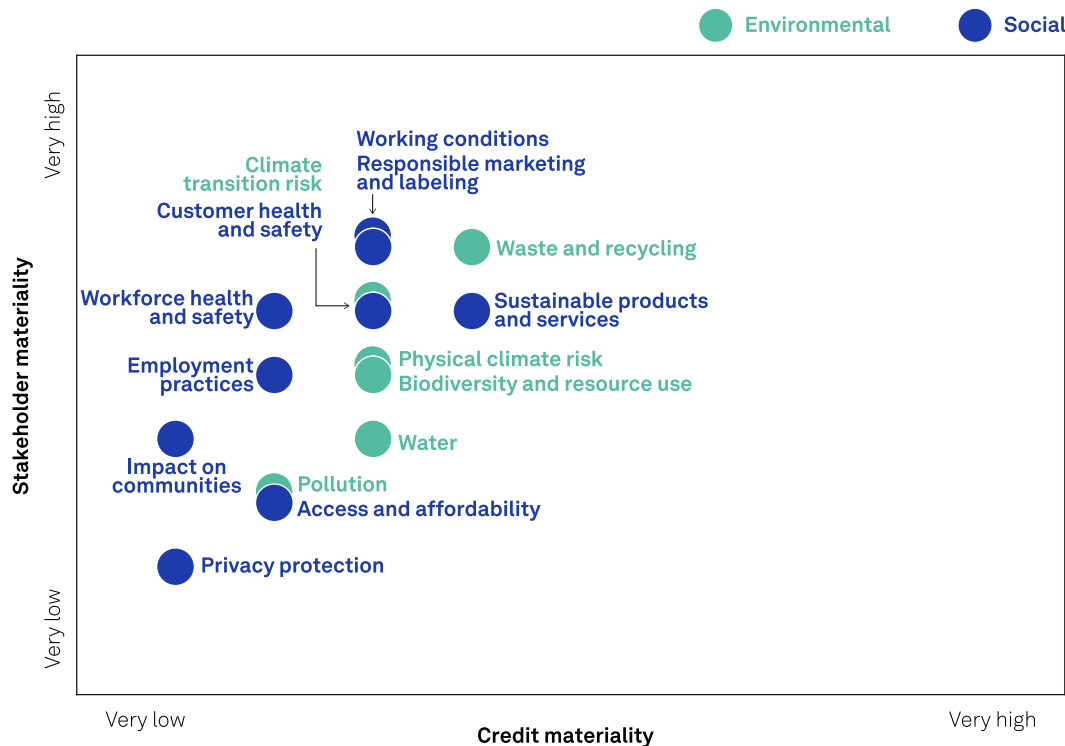 Environmental
Social
Very high
Stakeholder materiality
Very low
Working conditions
Responsible marketing
and labeling
Climate
transition risk
Customer health
and safety
Waste and recycling
Workforce health
and safety
Sustainable products
and services
Employment
practices
Physical climate risk
Biodiversity and resource use
Water
Impact on
communities
Pollution
Access and affordability
Privacy protection
Very low
Credit materiality
Very high